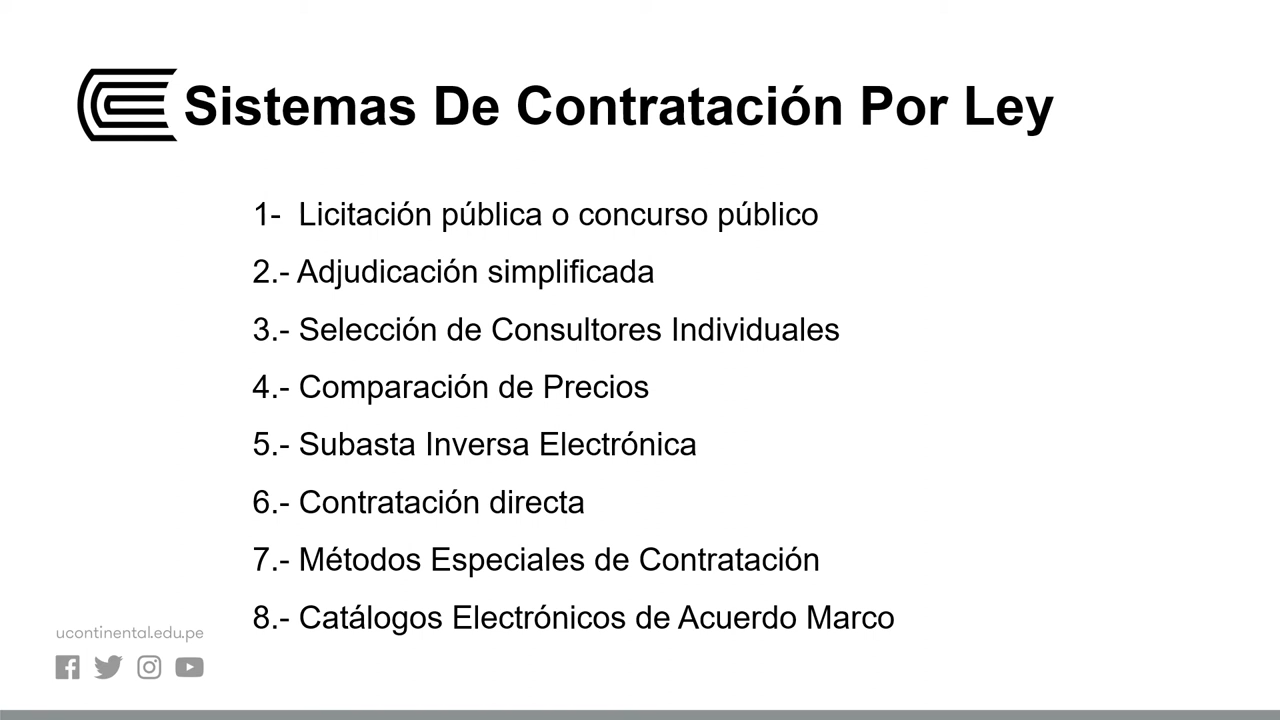 Sistemas De Contratación Por Ley
1- Licitación pública o concurso público
2.- Adjudicación simplificada
3.- Selección de Consultores Individuales
4.- Comparación de Precios
5.- Subasta Inversa Electrónica
6.- Contratación directa
7.- Métodos Especiales de Contratación
8.- Catálogos Electrónicos de Acuerdo Marco
ucontinental.edu.pe